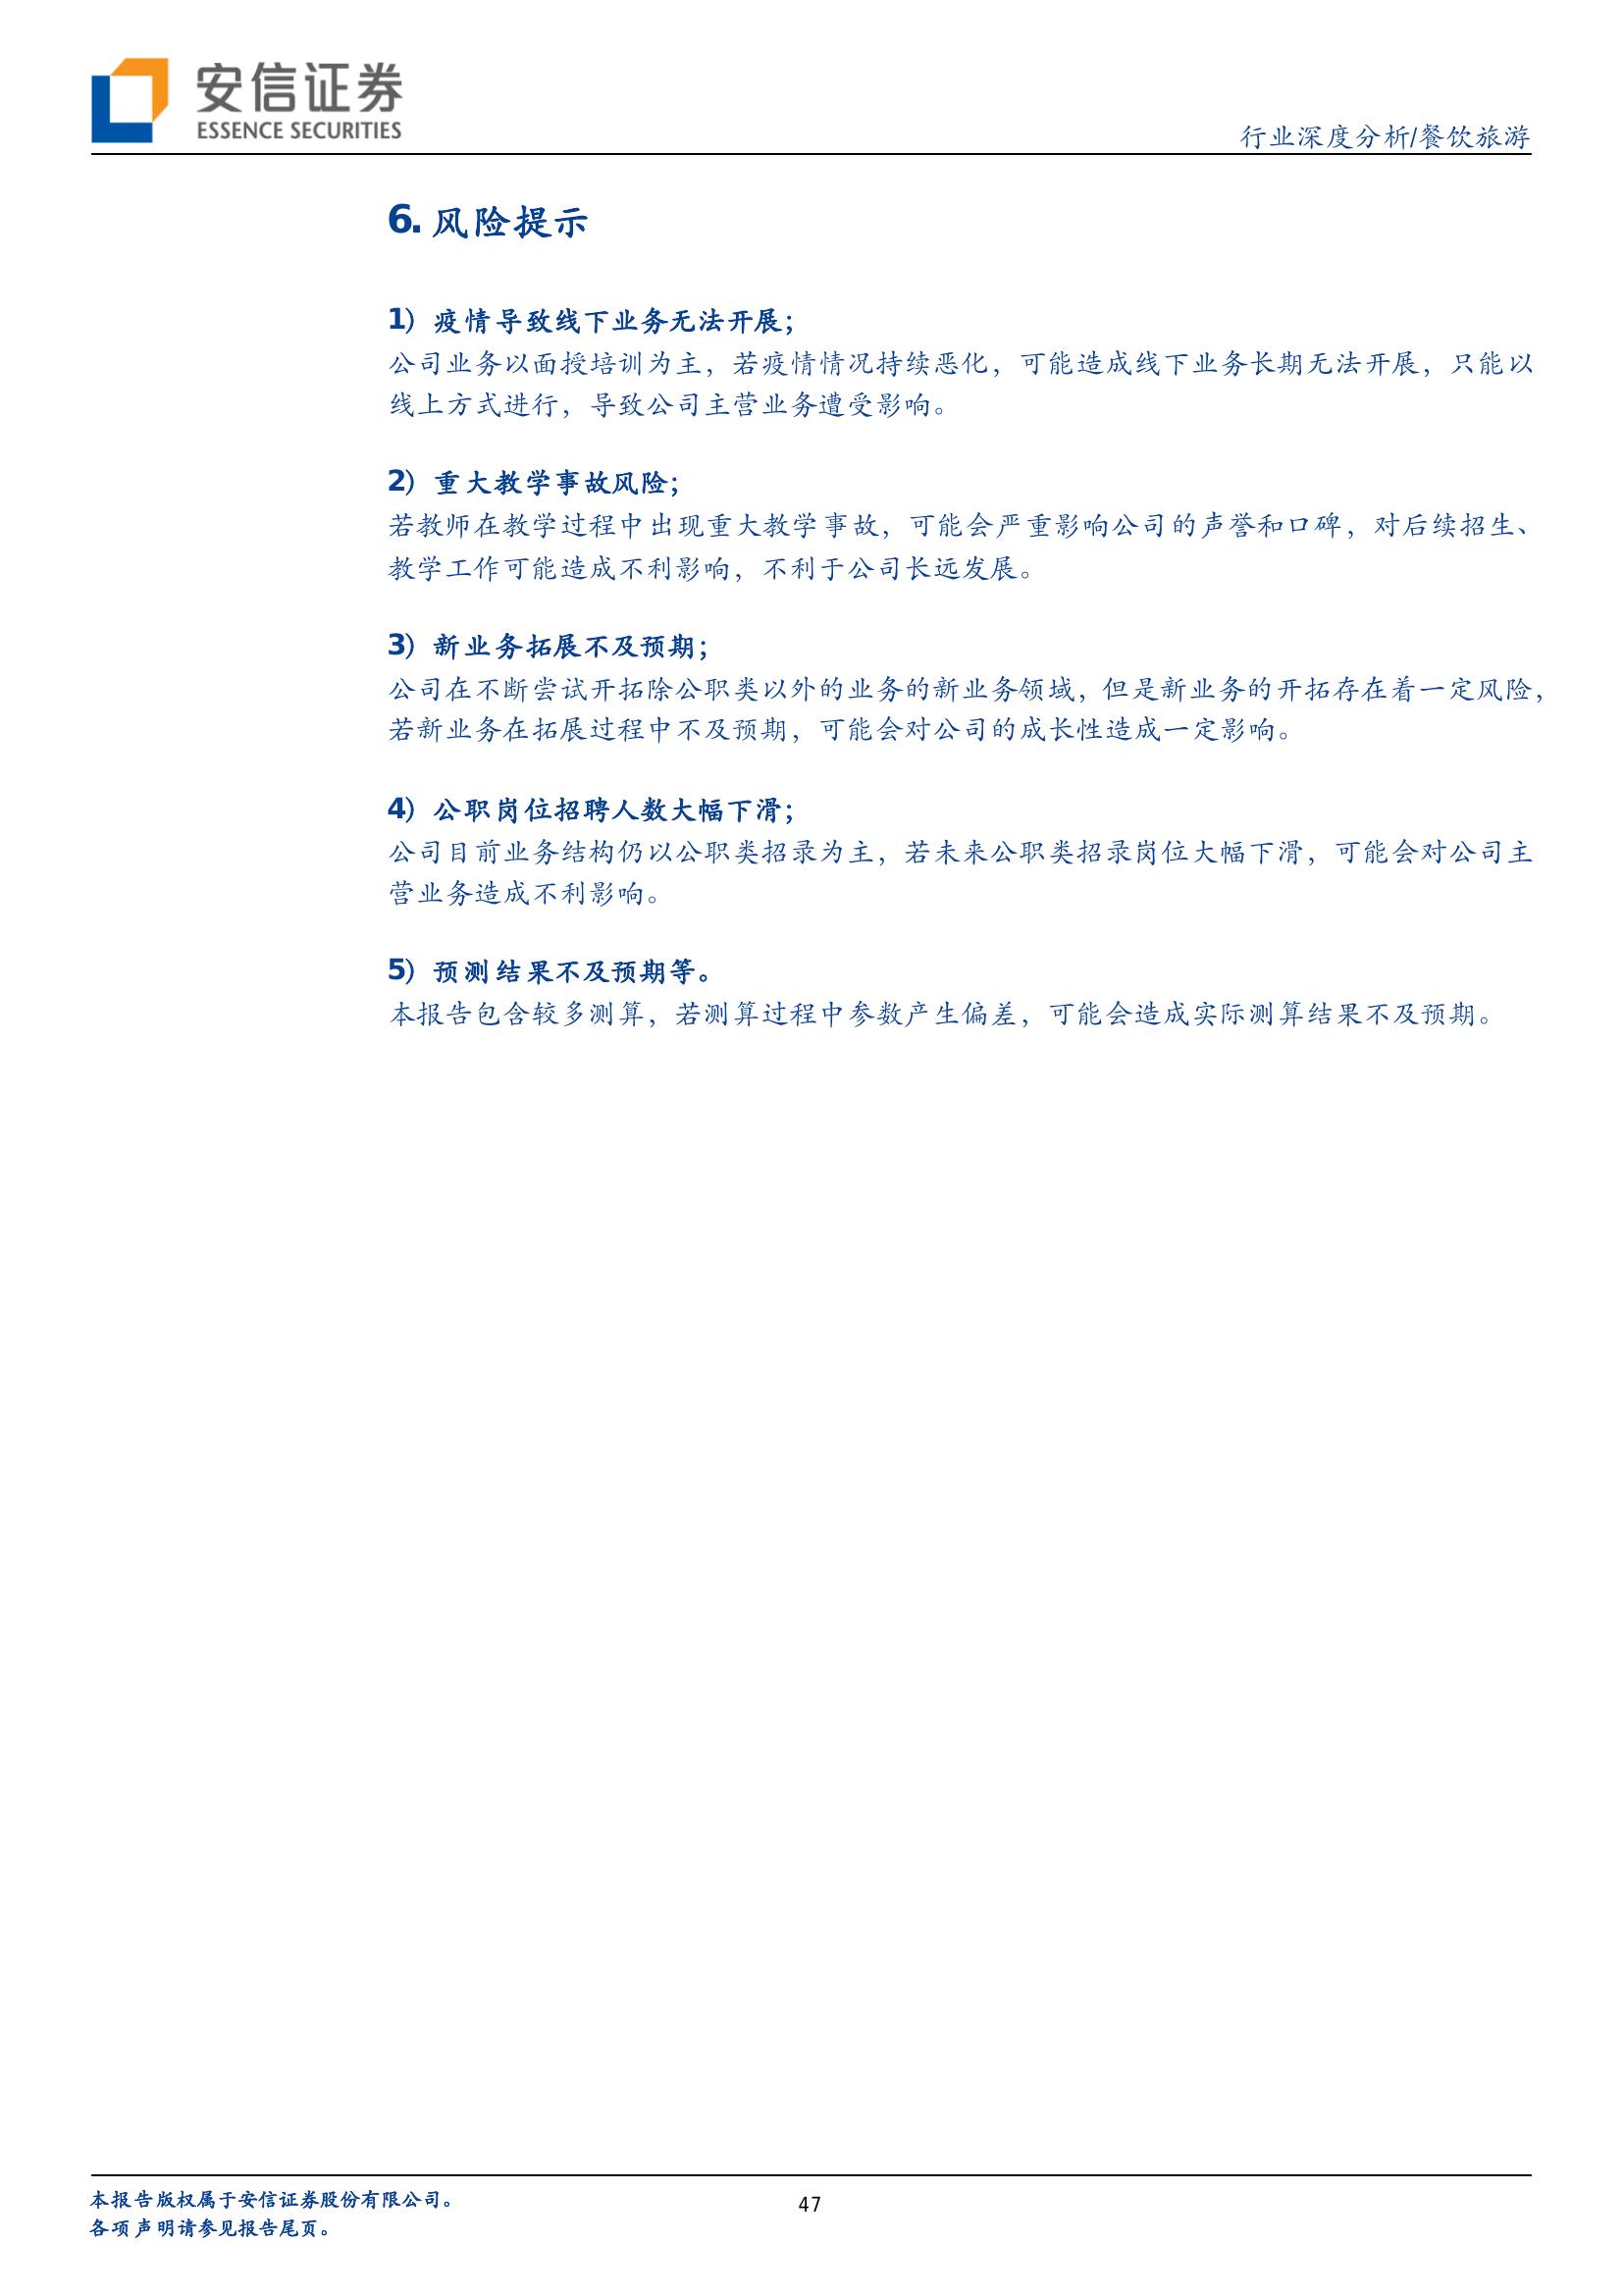 安信证券
ESSENCE SECURITIES
行业深度分析/餐饮旅游
6. 风险提示
1）疫情导致线下业务无法开展；
公司业务以面授培训为主，若疫情情况持续恶化，可能造成线下业务长期无法开展，只能以
线上方式进行，导致公司主营业务遭受影响。
2）重大教学事故风险；
若教师在教学过程中出现重大教学事故，可能会严重影响公司的声誉和口碑，对后续招生、
教学工作可能造成不利影响，不利于公司长远发展。
3）新业务拓展不及预期；
公司在不断尝试开拓除公职类以外的业务的新业务领域，但是新业务的开拓存在着一定风险，
若新业务在拓展过程中不及预期，可能会对公司的成长性造成一定影响。
4）公职岗位招聘人数大幅下滑；
公司目前业务结构仍以公职类招录为主，若未来公职类招录岗位大幅下滑，可能会对公司主
营业务造成不利影响。
5）预测结果不及预期等。
本报告包含较多测算，若测算过程中参数产生偏差，可能会造成实际测算结果不及预期。
本报告版权属于安信证券股份有限公司。
47
各项声明请参见报告尾页。